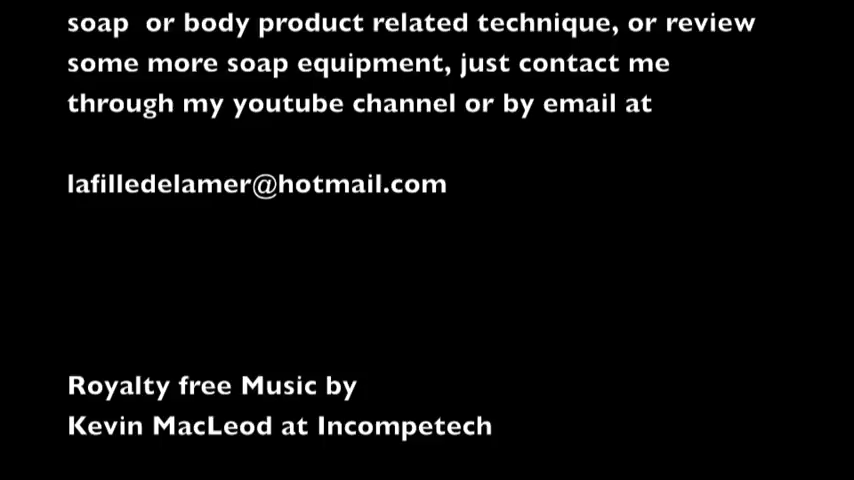 soap  or body product related technique, or review
some more soap equipment, just contact me
through my youtube channel or by email at
lafilledelamer@hotmail.com
Royalty free Music by
Kevin MacLeod at Incompetech